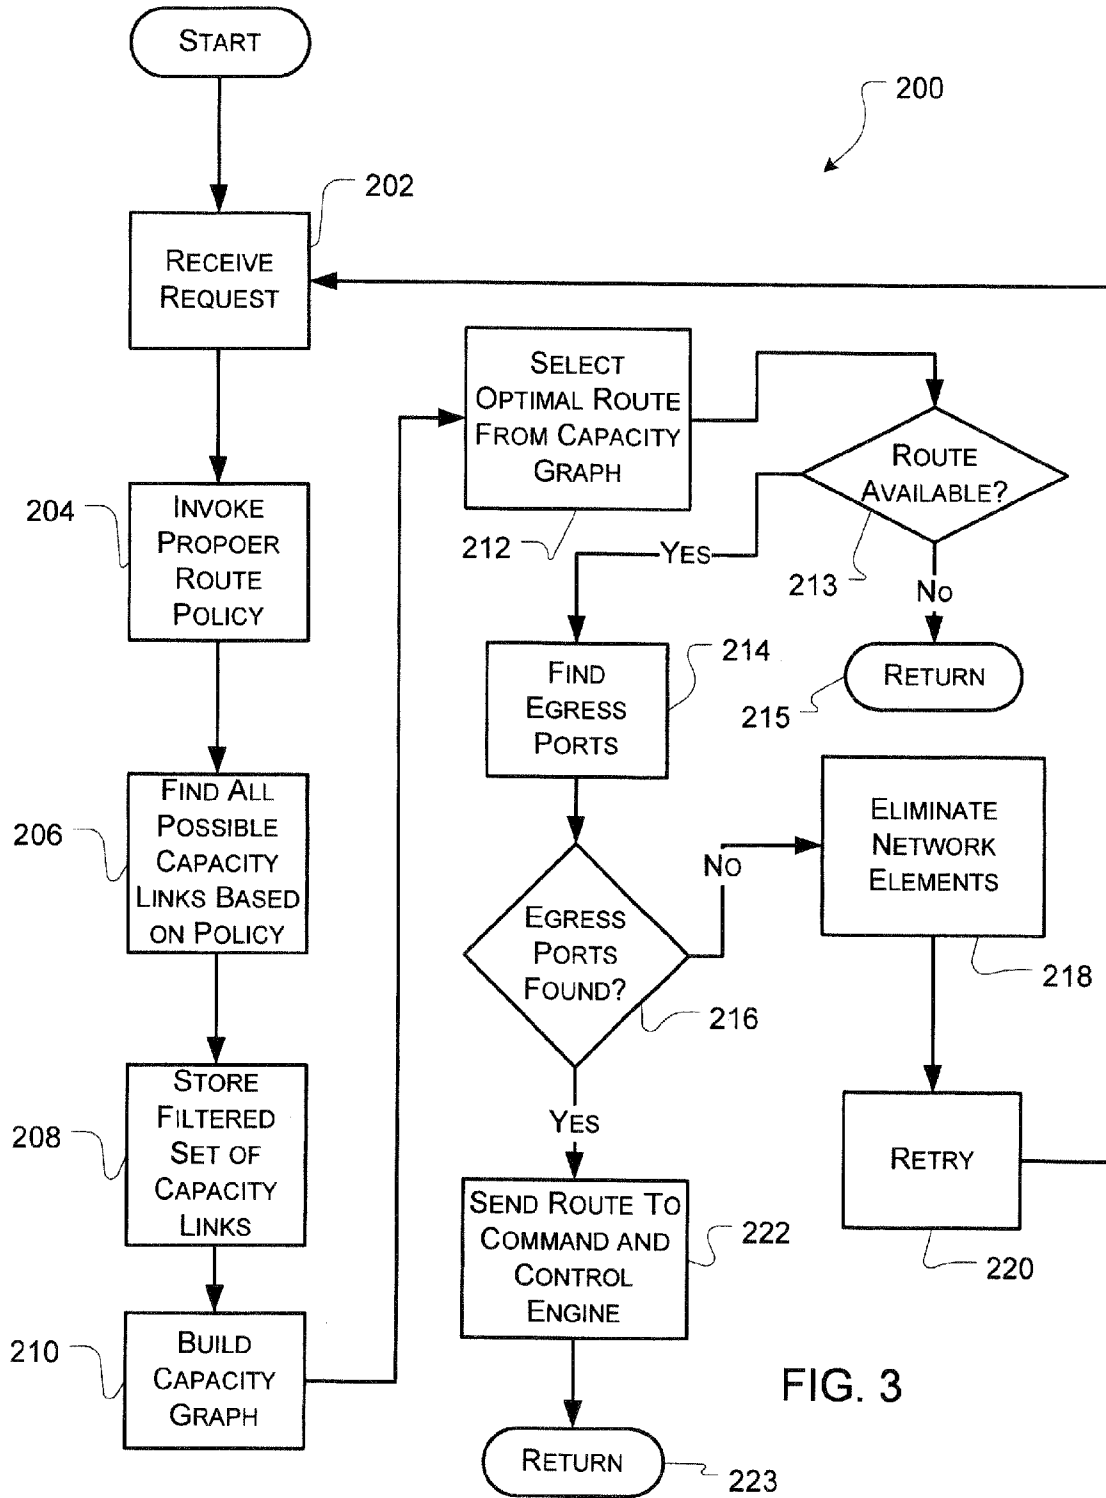 START
200
202
RECEIVE
REQUEST
SELECT
OPTIMAL ROUTE
FROM CAPACITY
GRAPH
212
ROUTE
AVAILABLE?
213
YES
NO
204
INVOKE
PROPOER
ROUTE
POLICY
FIND
EGRESS
PORTS
214
RETURN
215
206
FIND ALL
POSSIBLE
CAPACITY
LINKS BASED
ON POLICY
EGRESS
PORTS
FOUND?
216
NO
ELIMINATE
NETWORK
ELEMENTS
218
YES
208
STORE
FILTERED
SET OF
CAPACITY
LINKS
RETRY
220
SEND ROUTE TO
COMMAND AND
CONTROL
ENGINE
222
210
BUILD
CAPACITY
GRAPH
RETURN
223
FIG. 3